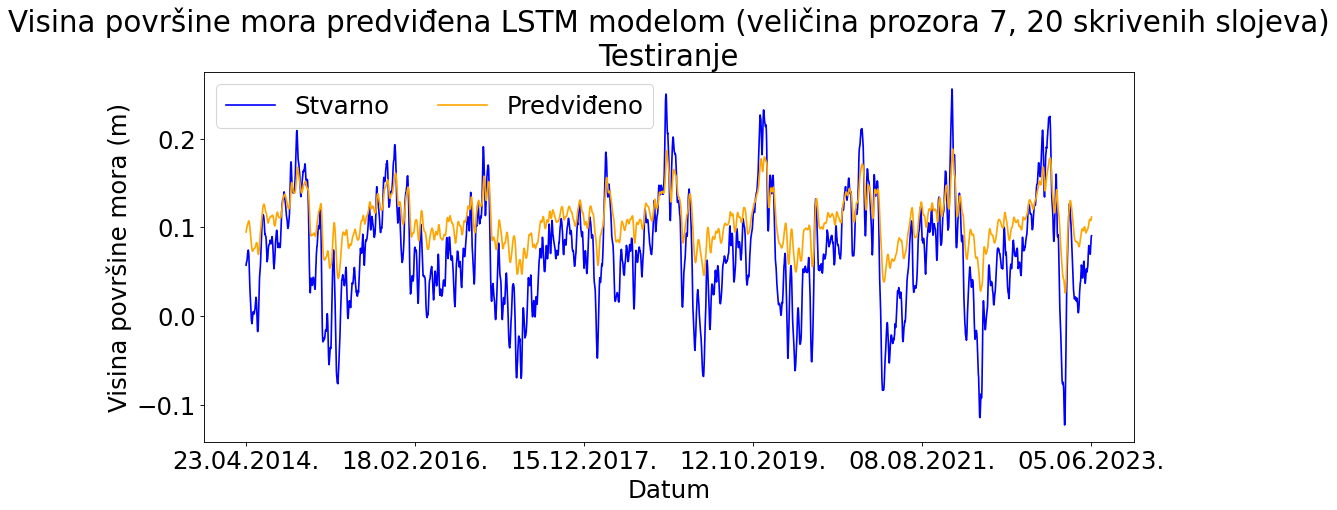 Visina površine mora predviđena LSTM modelom (veličina prozora 7, 20 skrivenih slojeva)
Testiranje
Stvarno
Predviđeno
Visina površine mora (m)
0.2
0.1
0.0
−0.1
23.04.2014.
18.02.2016.
15.12.2017.
12.10.2019.
08.08.2021.
05.06.2023.
Datum